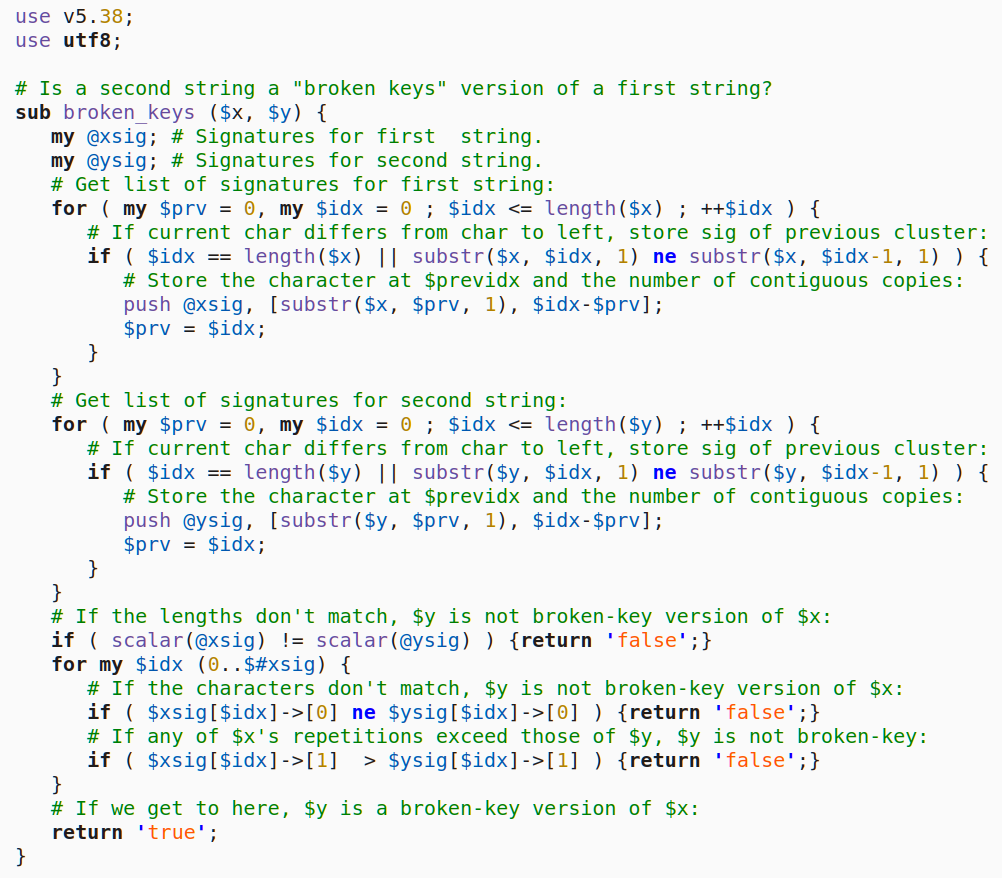 use v5.38;
use utf8;

# Is a second string a "broken keys" version of a first string?
sub broken_keys ($x, $y) {
   my @xsig; # Signatures for first  string.
   my @ysig; # Signatures for second string.
   # Get list of signatures for first string:
   for ( my $prv = 0, my $idx = 0 ; $idx <= length($x) ; ++$idx ) {
      # If current char differs from char to left, store sig of previous cluster:
      if ( $idx == length($x) || substr($x, $idx, 1) ne substr($x, $idx-1, 1) ) {
         # Store the character at $previdx and the number of contiguous copies:
         push @xsig, [substr($x, $prv, 1), $idx-$prv];
         $prv = $idx;
      }
   }
   # Get list of signatures for second string:
   for ( my $prv = 0, my $idx = 0 ; $idx <= length($y) ; ++$idx ) {
      # If current char differs from char to left, store sig of previous cluster:
      if ( $idx == length($y) || substr($y, $idx, 1) ne substr($y, $idx-1, 1) ) {
         # Store the character at $previdx and the number of contiguous copies:
         push @ysig, [substr($y, $prv, 1), $idx-$prv];
         $prv = $idx;
      }
   }
   # If the lengths don't match, $y is not broken-key version of $x:
   if ( scalar(@xsig) != scalar(@ysig) ) {return 'false';}
   for my $idx (0..$#xsig) {
      # If the characters don't match, $y is not broken-key version of $x:
      if ( $xsig[$idx]->[0] ne $ysig[$idx]->[0] ) {return 'false';}
      # If any of $x's repetitions exceed those of $y, $y is not broken-key:
      if ( $xsig[$idx]->[1]  > $ysig[$idx]->[1] ) {return 'false';}
   }
   # If we get to here, $y is a broken-key version of $x:
   return 'true';
}